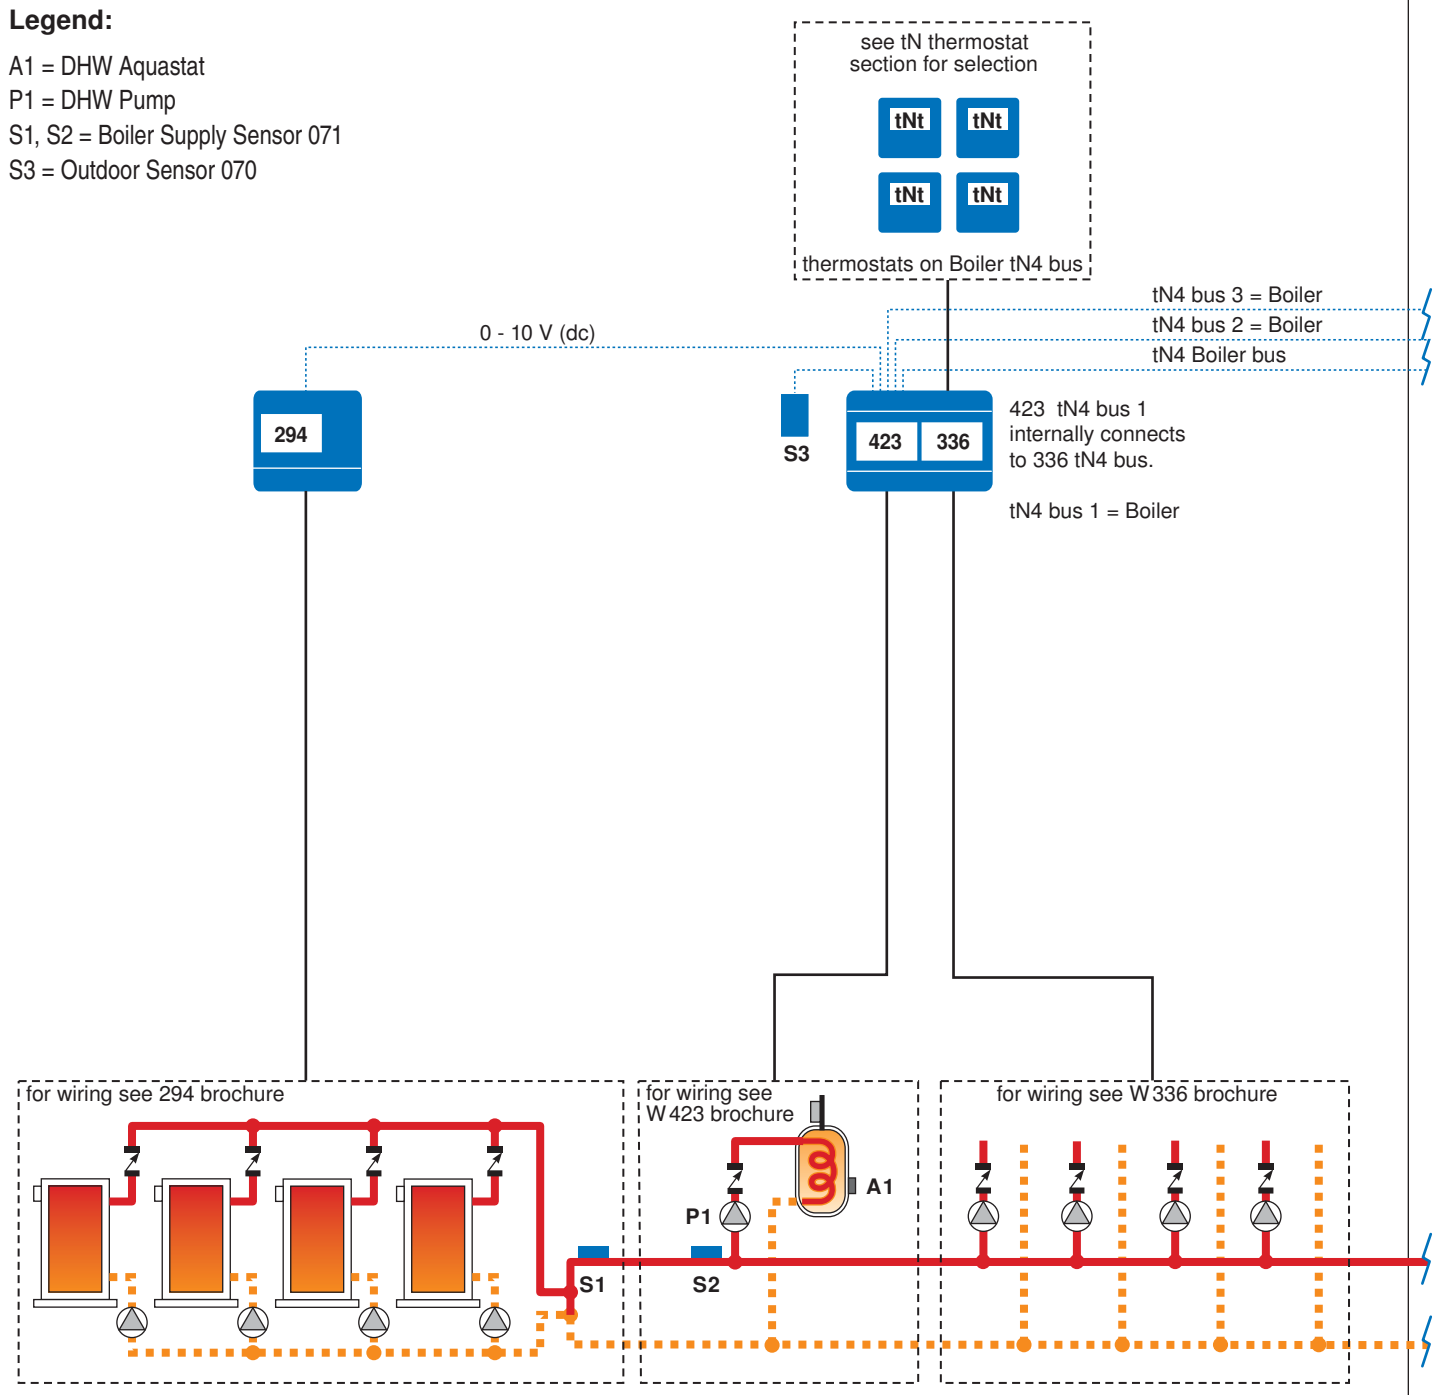 Legend:
A1 = DHW Aquastat
P1 = DHW Pump
S1, S2 = Boiler Supply Sensor 071
S3 = Outdoor Sensor 070
see tN thermostat
section for selection
tNt tNt
tNt tNt
thermostats on Boiler tN4 bus
tN4 bus 3 = Boiler
tN4 bus 2 = Boiler
tN4 Boiler bus
0 - 10 V (dc)
294
S3
423 336
423 tN4 bus 1
internally connects
to 336 tN4 bus.
tN4 bus 1 = Boiler
for wiring see 294 brochure
for wiring see
W 423 brochure
for wiring see W 336 brochure
A1
P1
S1
S2